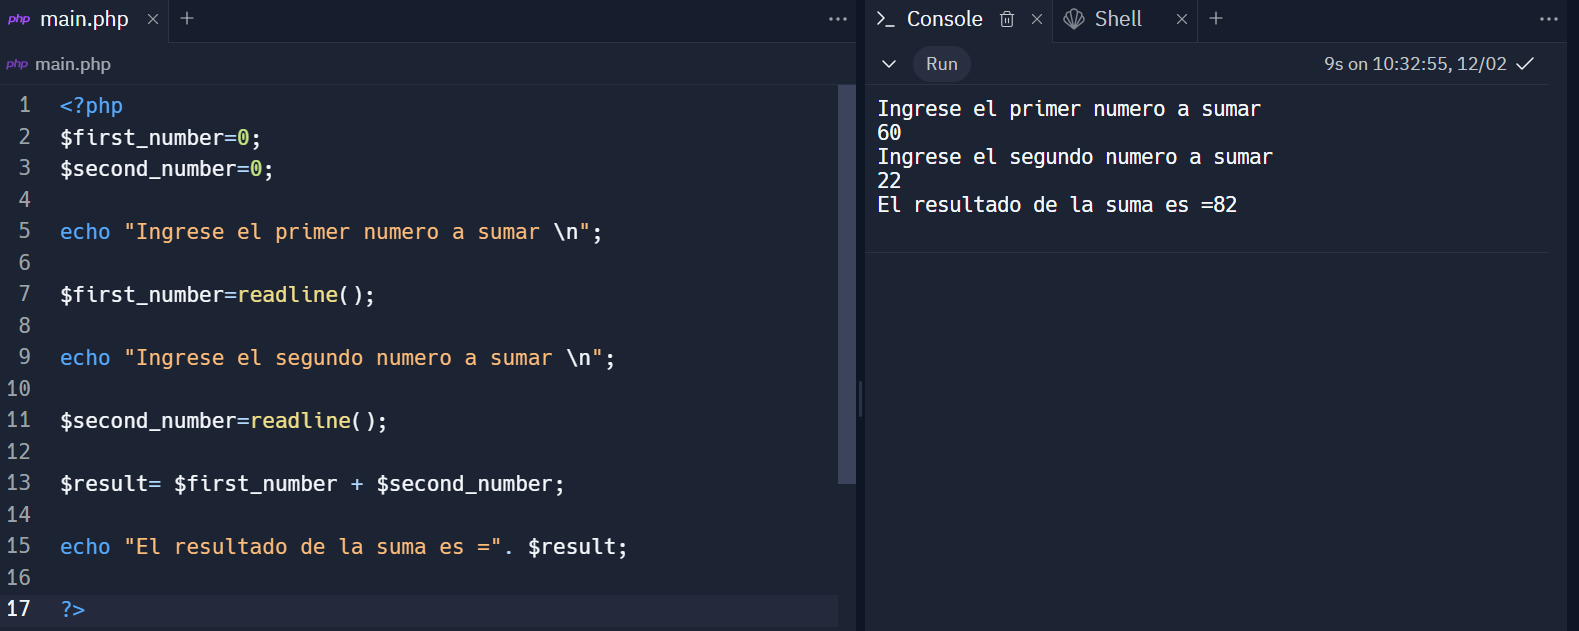 php main.php
php main.php
1 <?php
2 $first_number=0;
3 $second_number=0;
4
5 echo "Ingrese el primer numero a sumar \n";
6
7 $first_number=readline();
8
9 echo "Ingrese el segundo numero a sumar \n";
10
11 $second_number=readline();
12
13 $result= $first_number + $second_number;
14
15 echo "El resultado de la suma es =". $result;
16
17 ?>
Console Shell
Run 9s on 10:32:55, 12/02
Ingrese el primer numero a sumar
60
Ingrese el segundo numero a sumar
22
El resultado de la suma es =82